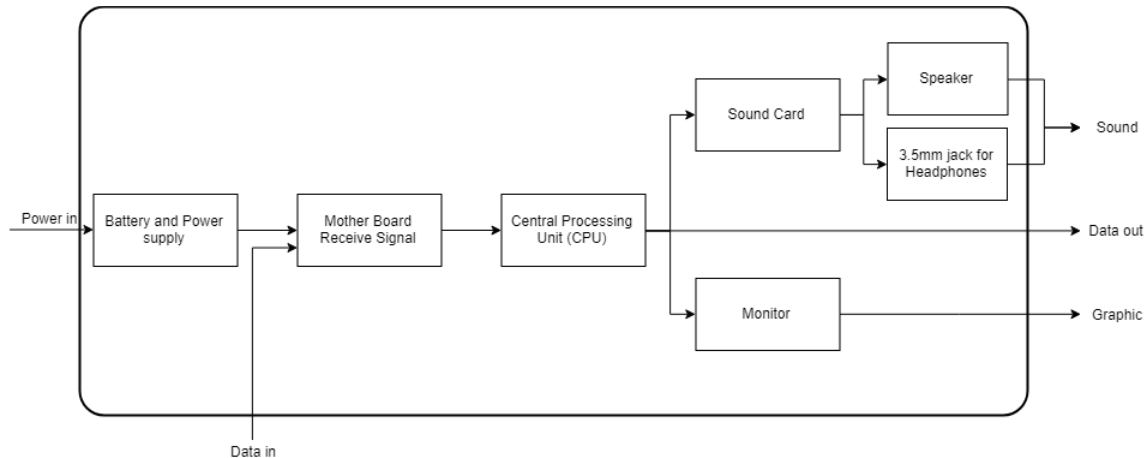 Speaker
Sound Card
Sound
3.5mm jack for
Headphones
Power in
Battery and Power
supply
Mother Board
Receive Signal
Central Processing
Unit (CPU)
Data out
Monitor
Graphic
Data in